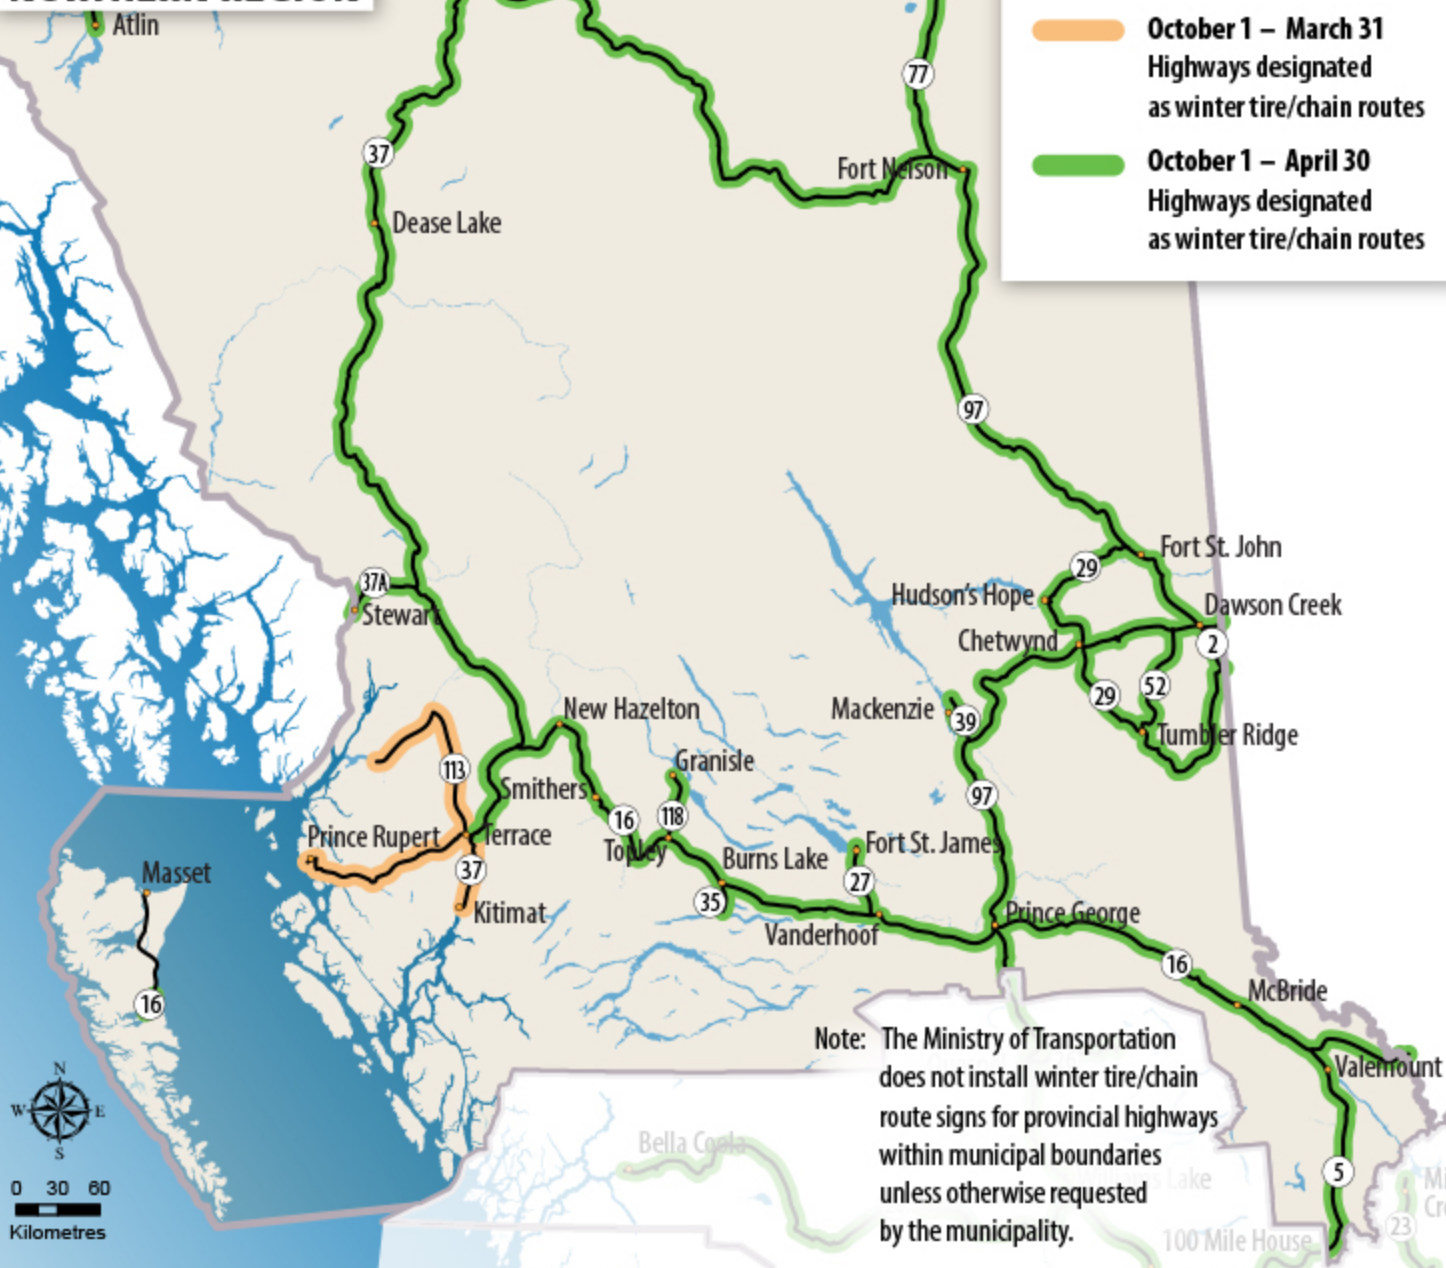 Atlin
October 1 – March 31
Highways designated
as winter tire/chain routes
October 1 – April 30
Highways designated
as winter tire/chain routes
77
37
Fort Nelson
Dease Lake
97
Fort St. John
29
37A
Hudson's Hope
Stewart
Dawson Creek
Chetwynd
2
29
52
New Hazelton
Mackenzie
39
Tumbler Ridge
113
Granisle
Smithers
97
16
118
Prince Rupert
Terrace
Topley
Burns Lake
Fort St. James
37
Masset
27
35
Kitimat
Vanderhoof
Prince George
16
McBride
16
Note: The Ministry of Transportation
does not install winter tire/chain
route signs for provincial highways
within municipal boundaries
unless otherwise requested
by the municipality.
Valemount
N
W E
S
Bella Coola
Lake
5
0 30 60
Kilometres
100 Mile House
23